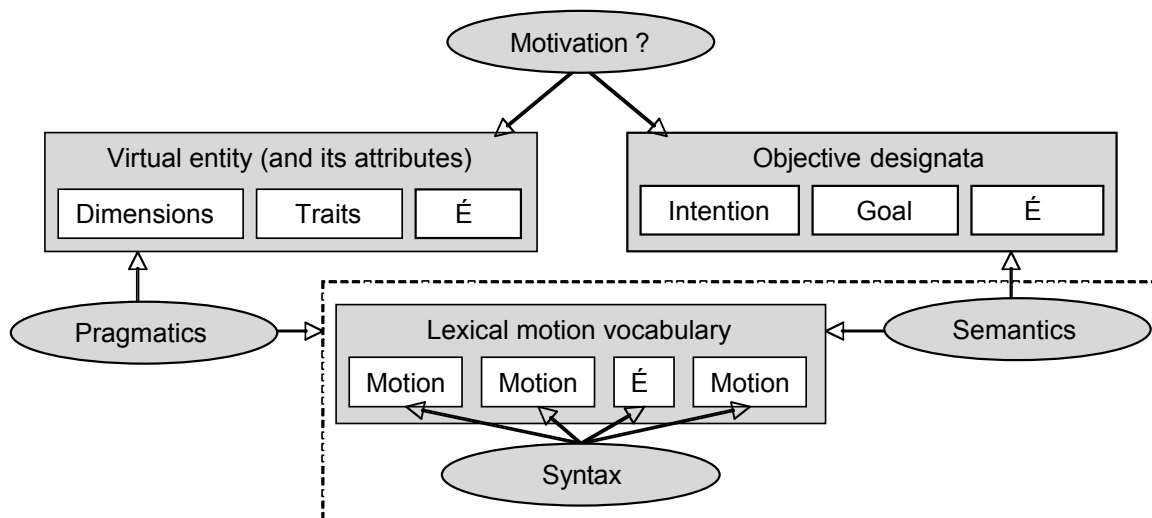 Motivation ?
Virtual entity (and its attributes)
Dimensions
Traits
É
Objective designata
Intention
Goal
É
Pragmatics
Lexical motion vocabulary
Motion
Motion
É
Motion
Semantics
Syntax